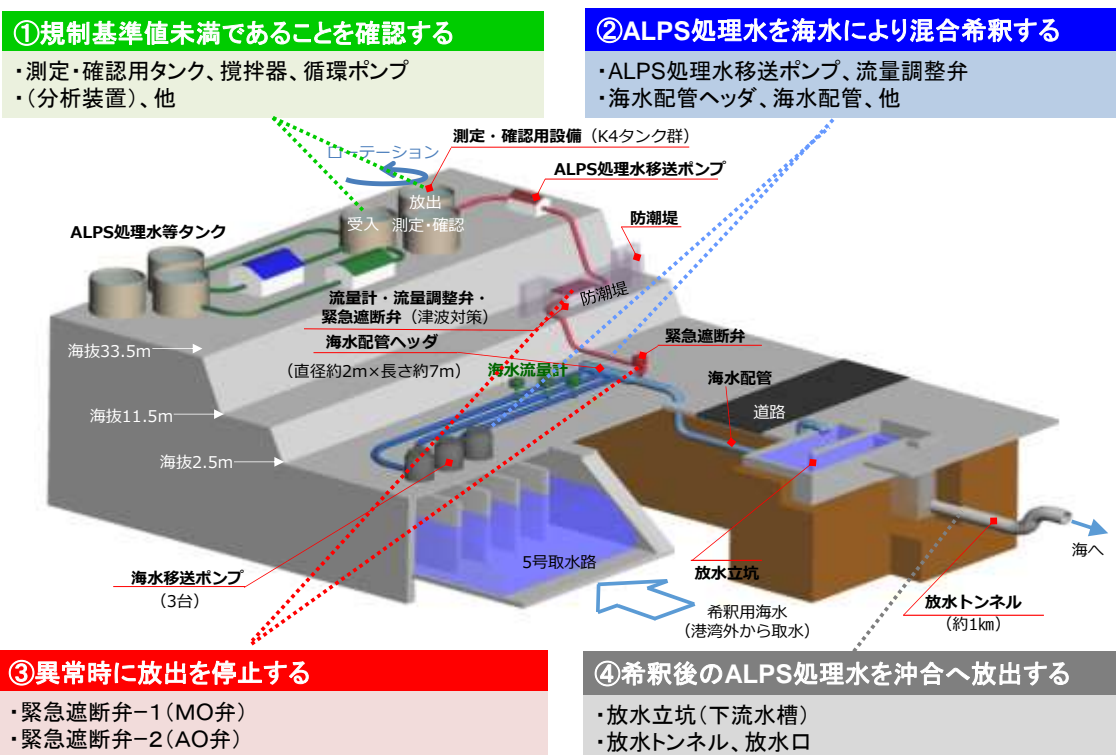 ①規制基準値未満であることを確認する
・測定・確認用タンク、攪拌器、循環ポンプ
・(分析装置)、他
②ALPS処理水を海水により混合希釈する
・ALPS処理水移送ポンプ、流量調整弁
・海水配管ヘッダ、海水配管、他
測定・確認用設備（K4タンク群）
ローテーション
ALPS処理水移送ポンプ
放出
受入
測定・確認
防潮堤
ALPS処理水等タンク
防潮堤
流量計・流量調整弁・
緊急遮断弁（津波対策）
海水配管ヘッダ
（直径約2m×長さ約7m）
海水流量計
緊急遮断弁
海水配管
道路
海抜33.5m
海抜11.5m
海抜2.5m
5号取水路
海水移送ポンプ
（3台）
放水立坑
海へ
希釈用海水
（港湾外から取水）
放水トンネル
（約1㎞）
③異常時に放出を停止する
・緊急遮断弁−1(MO弁)
・緊急遮断弁−2(AO弁)
④希釈後のALPS処理水を沖合へ放出する
・放水立坑(下流水槽)
・放水トンネル、放水口